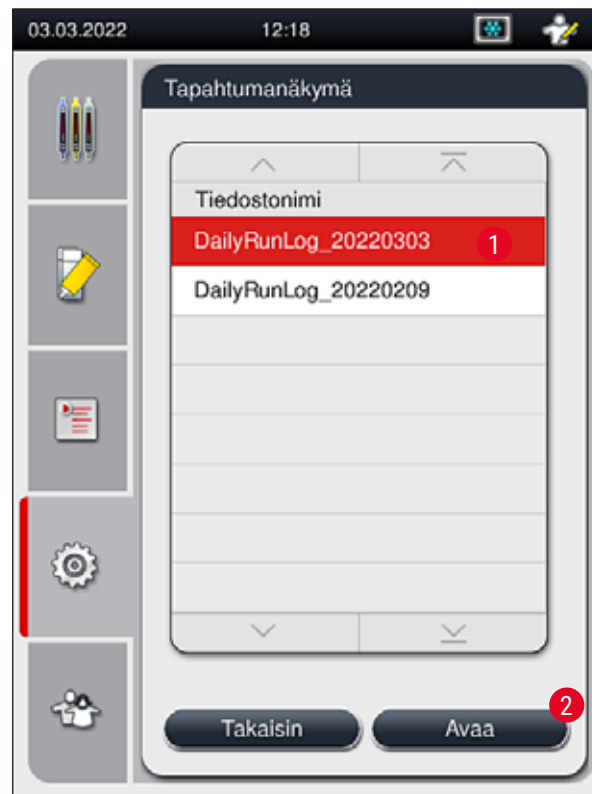 03.03.2022 12:18
Tapahtumanäkymä
Tiedostonimi
DailyRunLog_20220303 1
DailyRunLog_20220209
2
Takaisin Avaa